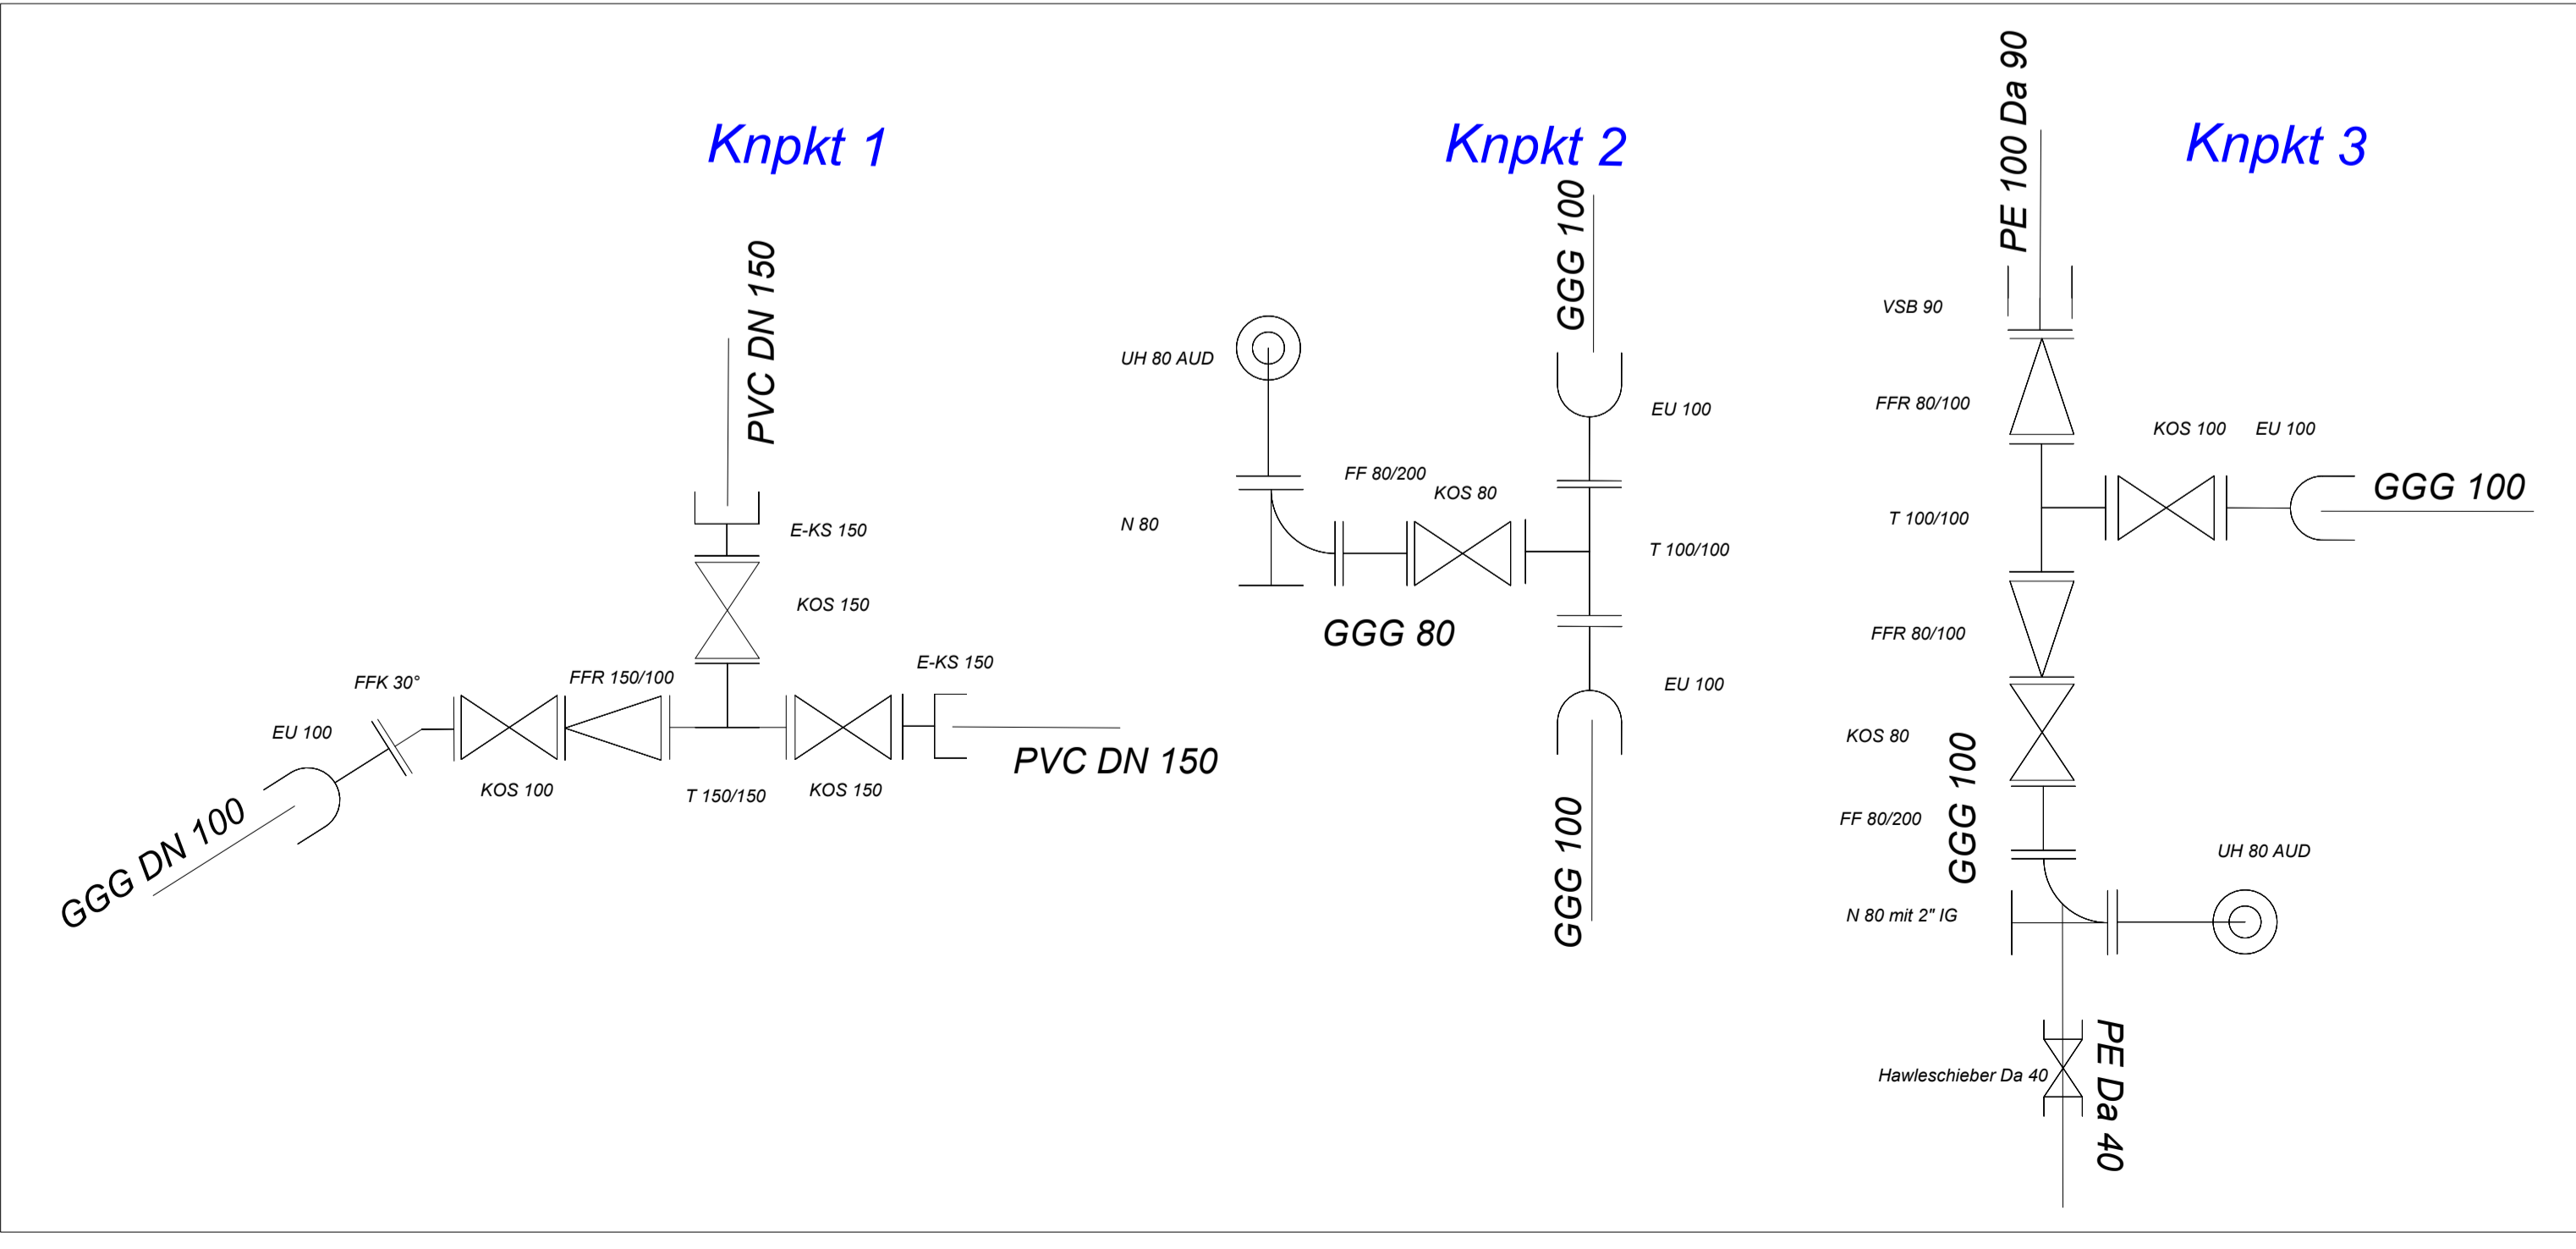 Knpkt 1
PVC DN 150
E-KS 150
KOS 150
E-KS 150
FFR 150/100
FFK 30°
EU 100
KOS 100
T 150/150
KOS 150
PVC DN 150
GGG DN 100
Knpkt 2
GGG 100
UH 80 AUD
EU 100
FF 80/200
KOS 80
N 80
T 100/100
GGG 80
EU 100
GGG 100
Knpkt 3
PE 100 Da 90
VSB 90
FFR 80/100
KOS 100
EU 100
GGG 100
T 100/100
FFR 80/100
KOS 80
GGG 100
FF 80/200
UH 80 AUD
N 80 mit 2" IG
Hawleschieber Da 40
PE Da 40